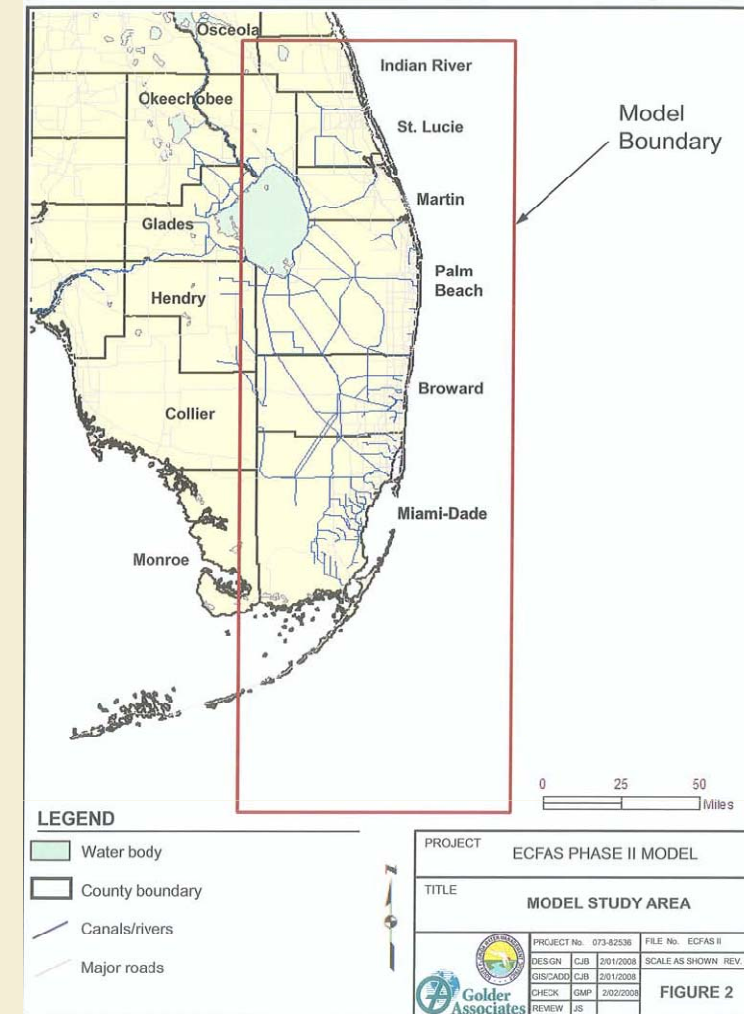 Osceola
Indian River
Okeechobee
St. Lucie
Model
Boundary
Martin
Glades
Palm
Beach
Hendry
Broward
Collier
Miami-Dade
Monroe
0 25 50
Miles
LEGEND
Water body
County boundary
Canals/rivers
Major roads
N
PROJECT
ECFAS PHASE II MODEL
TITLE
MODEL STUDY AREA
PROJECT No. 073-82536 FILE No. ECFAS II
DESIGN CJB 2/01/2008 SCALE AS SHOWN REV.
GIS/CADD CJB 2/01/2008
CHECK GMP 2/02/2008
REVIEW JS
FIGURE 2
Golder
Associates